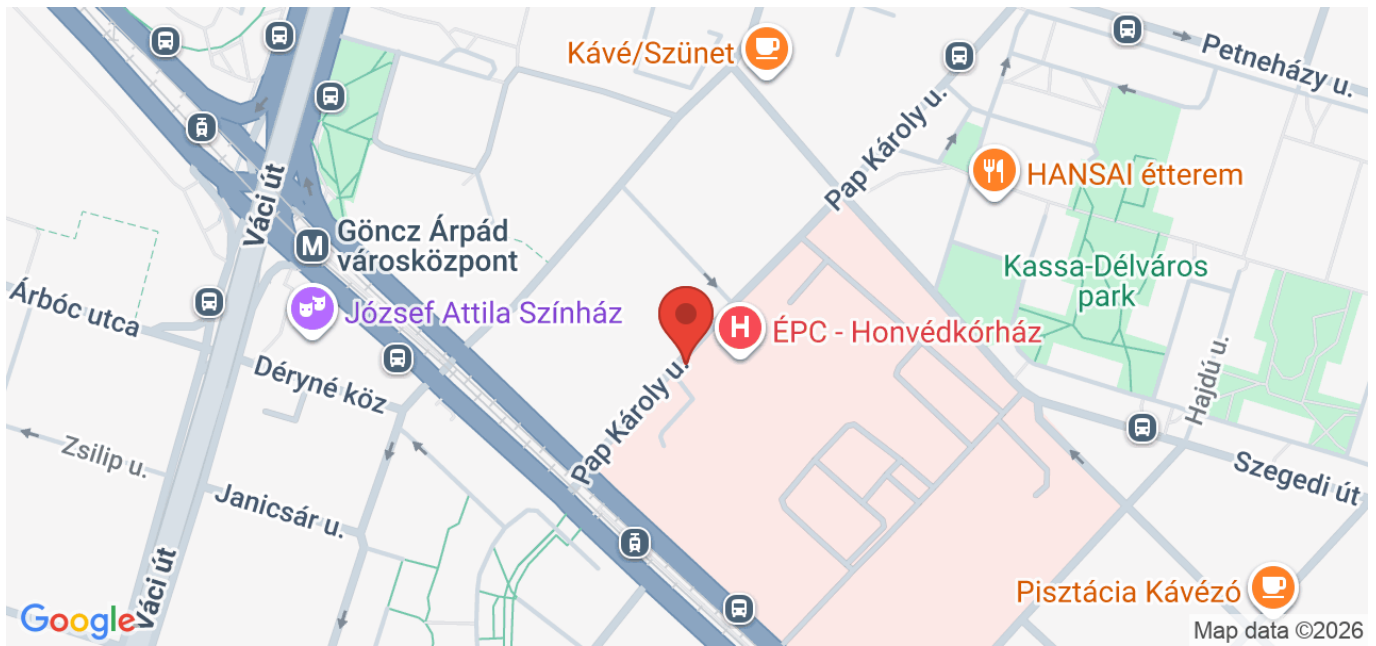 Kávé/Szünet
Petneházy u.
Pap Károly u.
HANSAI étterem
Váci út
M
Göncz Árpád
városközpont
Kassa-Délváros
park
Árbóc utca
József Attila Színház
H
ÉPC - Honvédkórház
Déryné köz
Pap Károly u.
Hajdú u.
Zsilip u.
Szegedi út
Janicsár u.
Váci út
Pisztácia Kávézó
Google
Map data ©2026